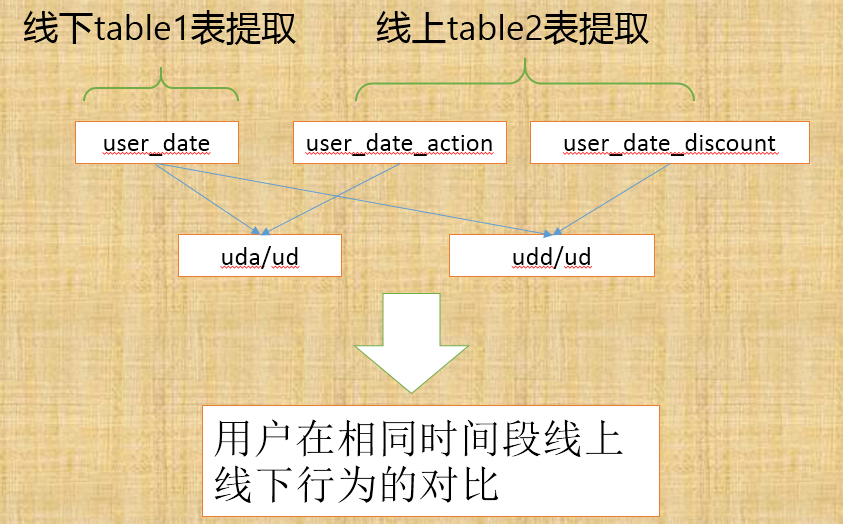 线下table1表提取
线上table2表提取
user_date
user_date_action
user_date_discount
uda/ud
udd/ud
用户在相同时间段线上
线下行为的对比